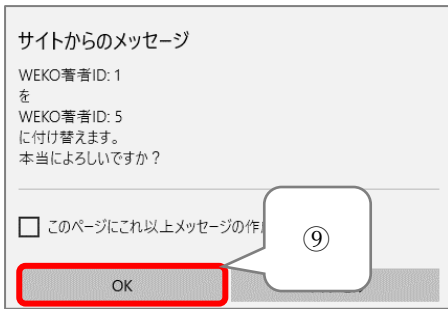 サイトからのメッセージ
WEKO著者ID: 1
を
WEKO著者ID: 5
に付け替えます。
本当によろしいですか？
このページにこれ以上メッセージの作
⑨
OK